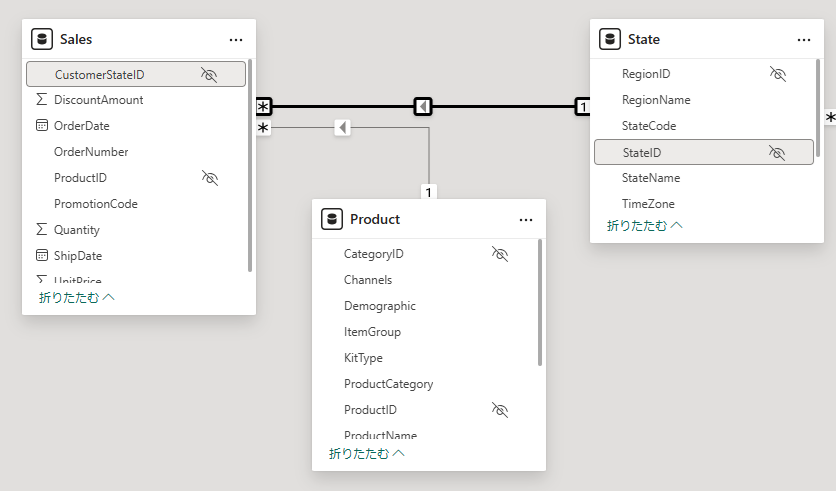 Sales
CustomerStateID
DiscountAmount
OrderDate
OrderNumber
ProductID
PromotionCode
Quantity
ShipDate
UnitPrice
折りたたむ
*
1
*
1
Product
CategoryID
Channels
Demographic
ItemGroup
KitType
ProductCategory
ProductID
ProductName
折りたたむ
State
RegionID
RegionName
StateCode
StateID
StateName
TimeZone
折りたたむ
*